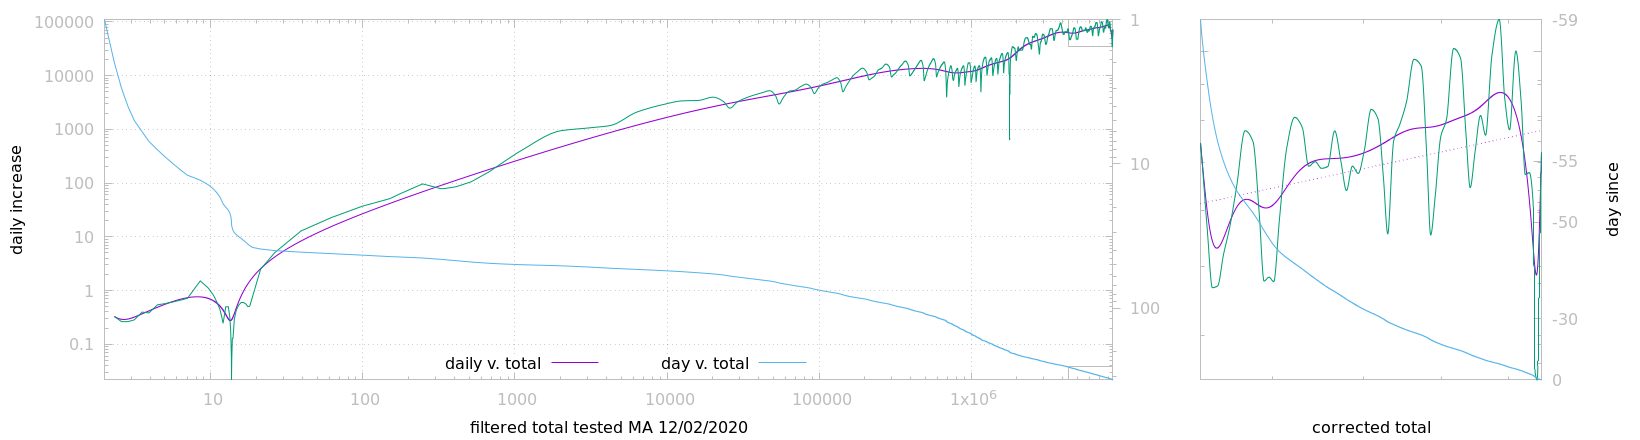 100000
10000
1000
100
10
1
0.1
daily increase
10
100
1000
10000
100000
1x10⁶
filtered total tested MA 12/02/2020
daily v. total
day v. total
1
10
100
-59
-55
-50
-30
0
day since
corrected total